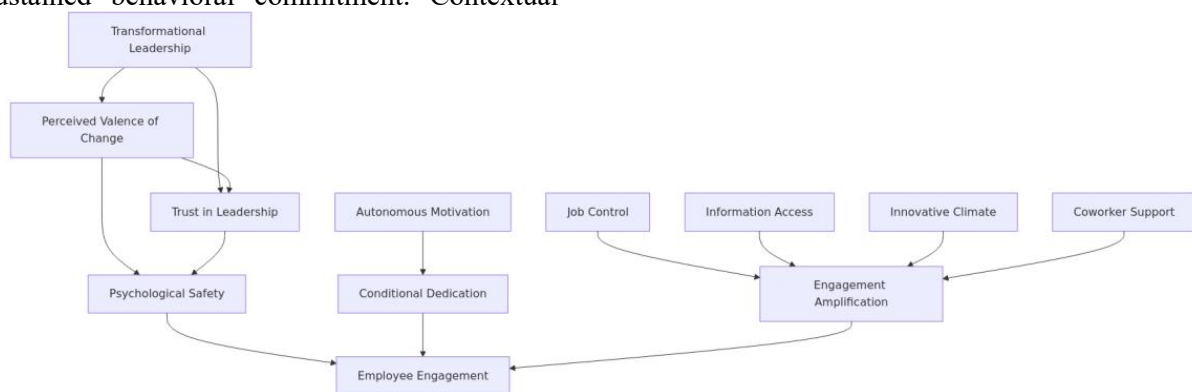 sustained behavioral commitment. Contextual
Transformational
Leadership
Perceived Valence of
Change
Trust in Leadership
Autonomous Motivation
Job Control
Information Access
Innovative Climate
Coworker Support
Psychological Safety
Conditional Dedication
Engagement
Amplification
Employee Engagement